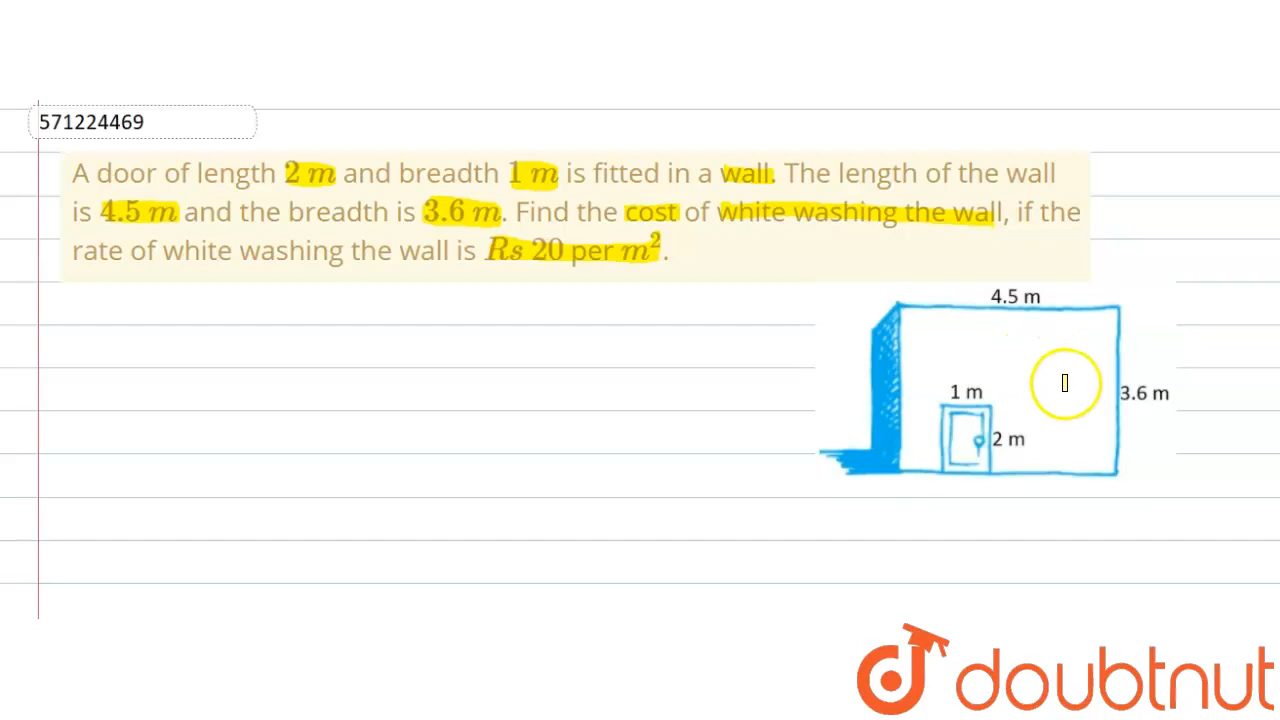 571224469
A door of length 2 m and breadth 1 m is fitted in a wall. The length of the wall
is 4.5 m and the breadth is 3.6 m. Find the cost of white washing the wall, if the
rate of white washing the wall is Rs 20 per m².
4.5 m
1 m
3.6 m
2 m
doubtnut